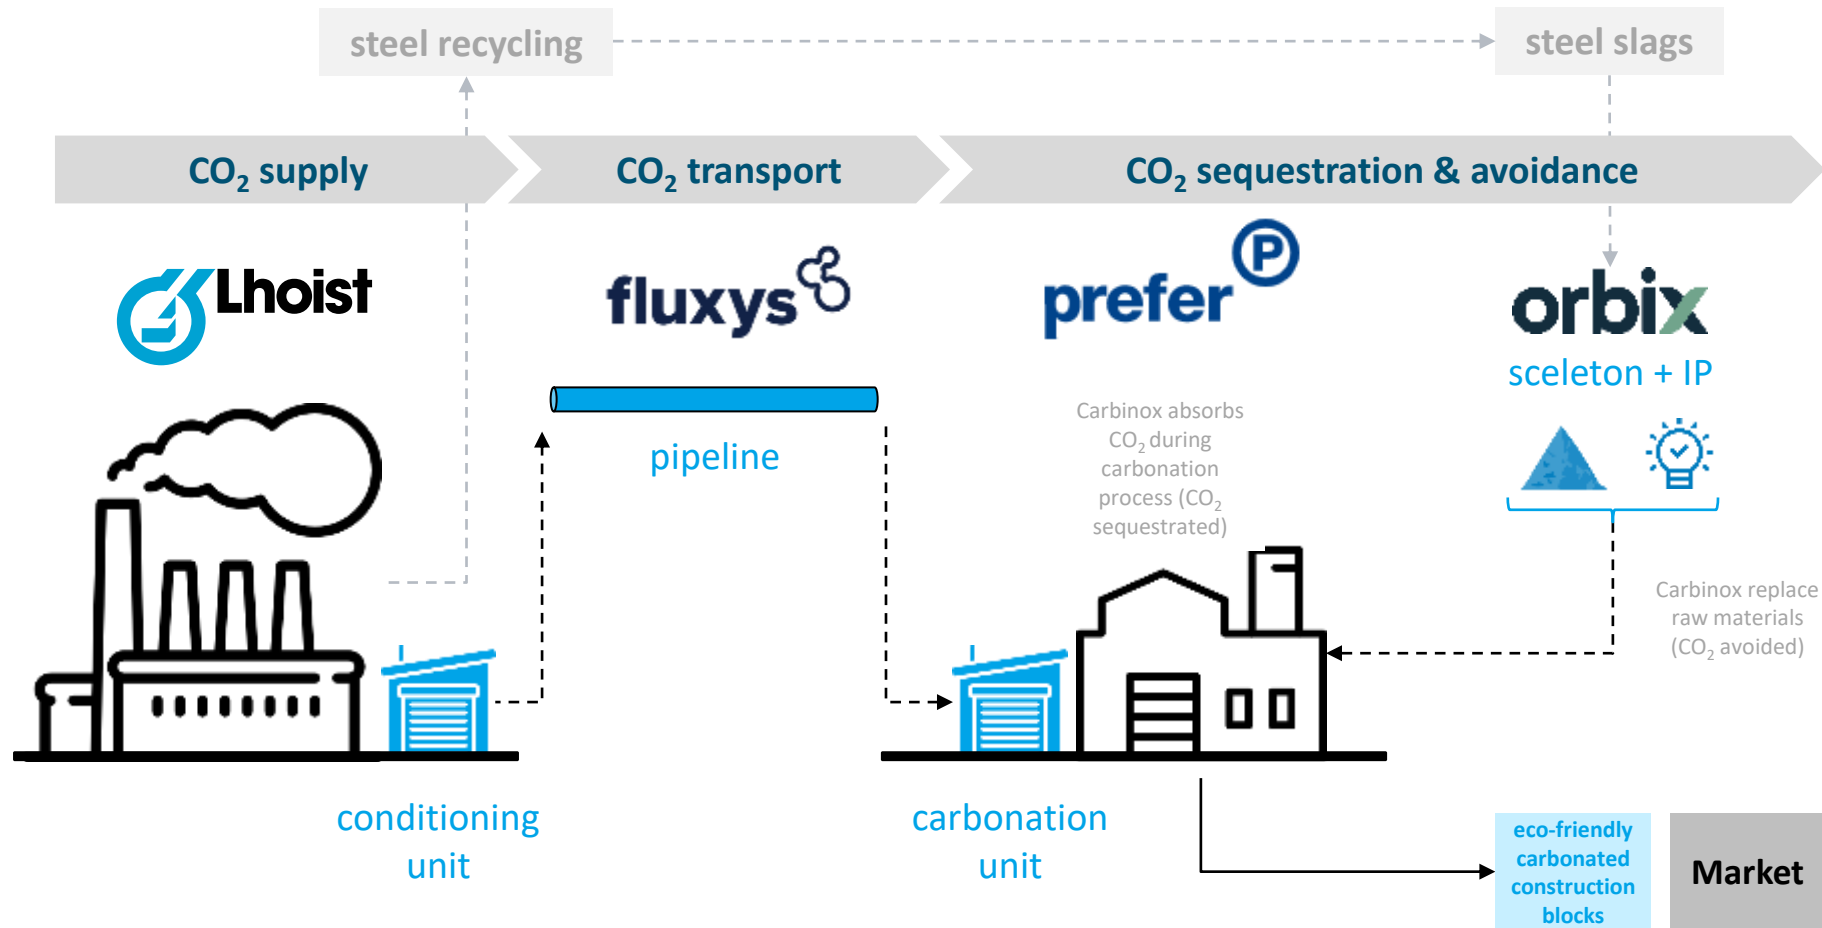 steel recycling
steel slags
CO₂ supply
CO₂ transport
CO₂ sequestration & avoidance
Lhoist
fluxys
prefer
P
orbix
sceleton + IP
pipeline
Carbinox absorbs
CO₂ during
carbonation
process (CO₂
sequestrated)
Carbinox replace
raw materials
(CO₂ avoided)
conditioning
unit
carbonation
unit
eco-friendly
carbonated
construction
blocks
Market